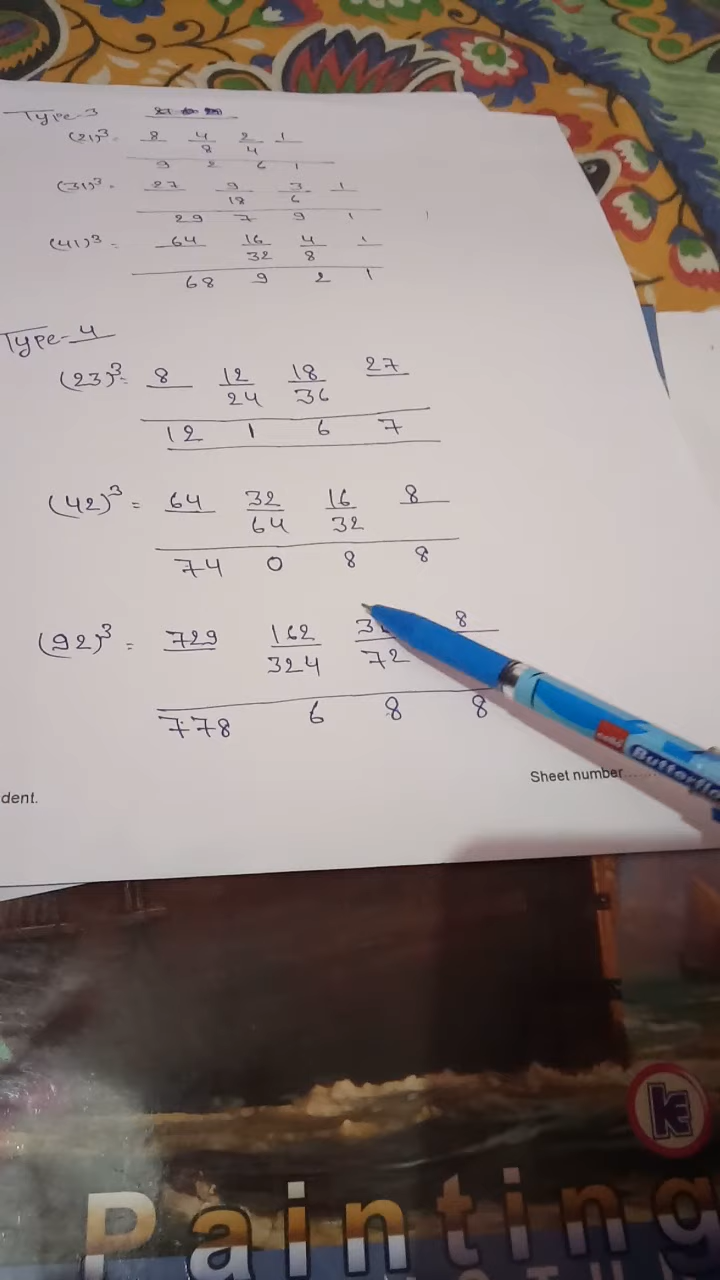 Type-3
(21)³= 8 4 2 1
8 4
9 2 6 1
(31)³= 27 9 3 1
18 6
29 7 9 1
(41)³= 64 16 4 1
32 8
68 9 2 1
Type-4
(23)³= 8 12 18 27
24 36
12 1 6 7
(42)³= 64 32 16 8
64 32
74 0 8 8
(92)³= 729 162 8
324 72
778 6 8 8
Sheet number......
dent.
cello Butterflo
k
Painting